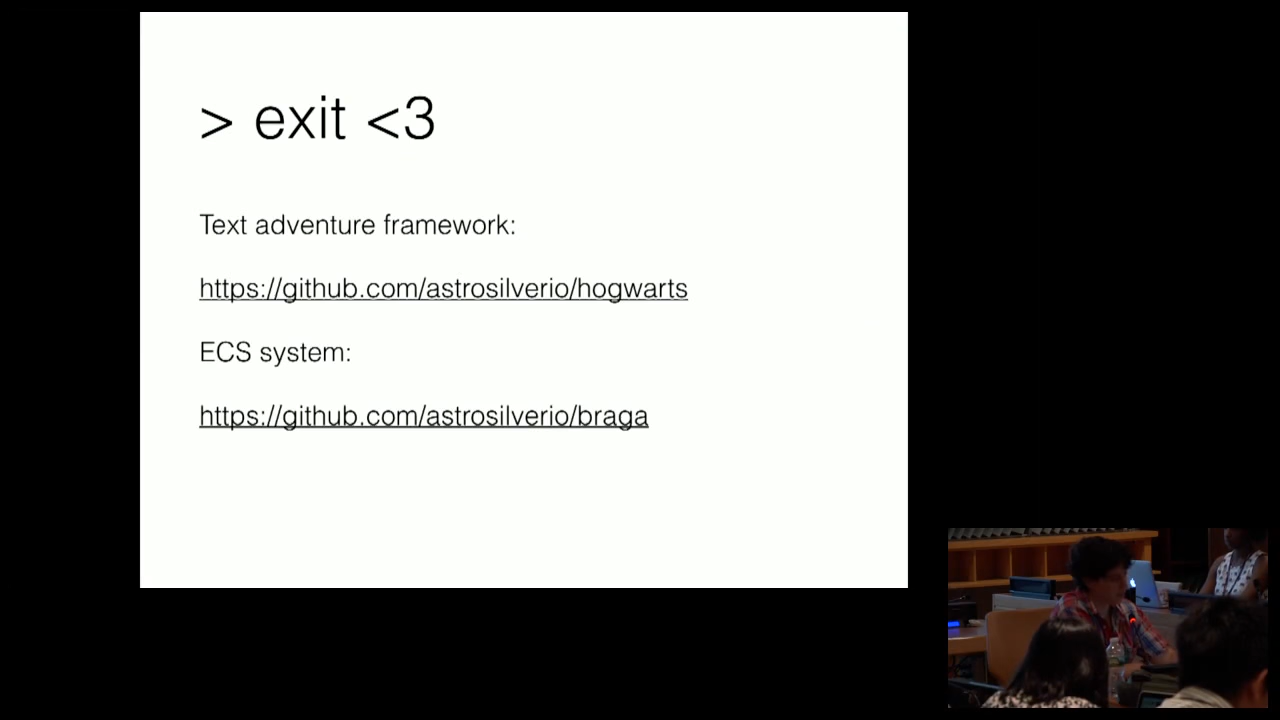 > exit <3
Text adventure framework:
https://github.com/astrosilverio/hogwarts
ECS system:
https://github.com/astrosilverio/braga